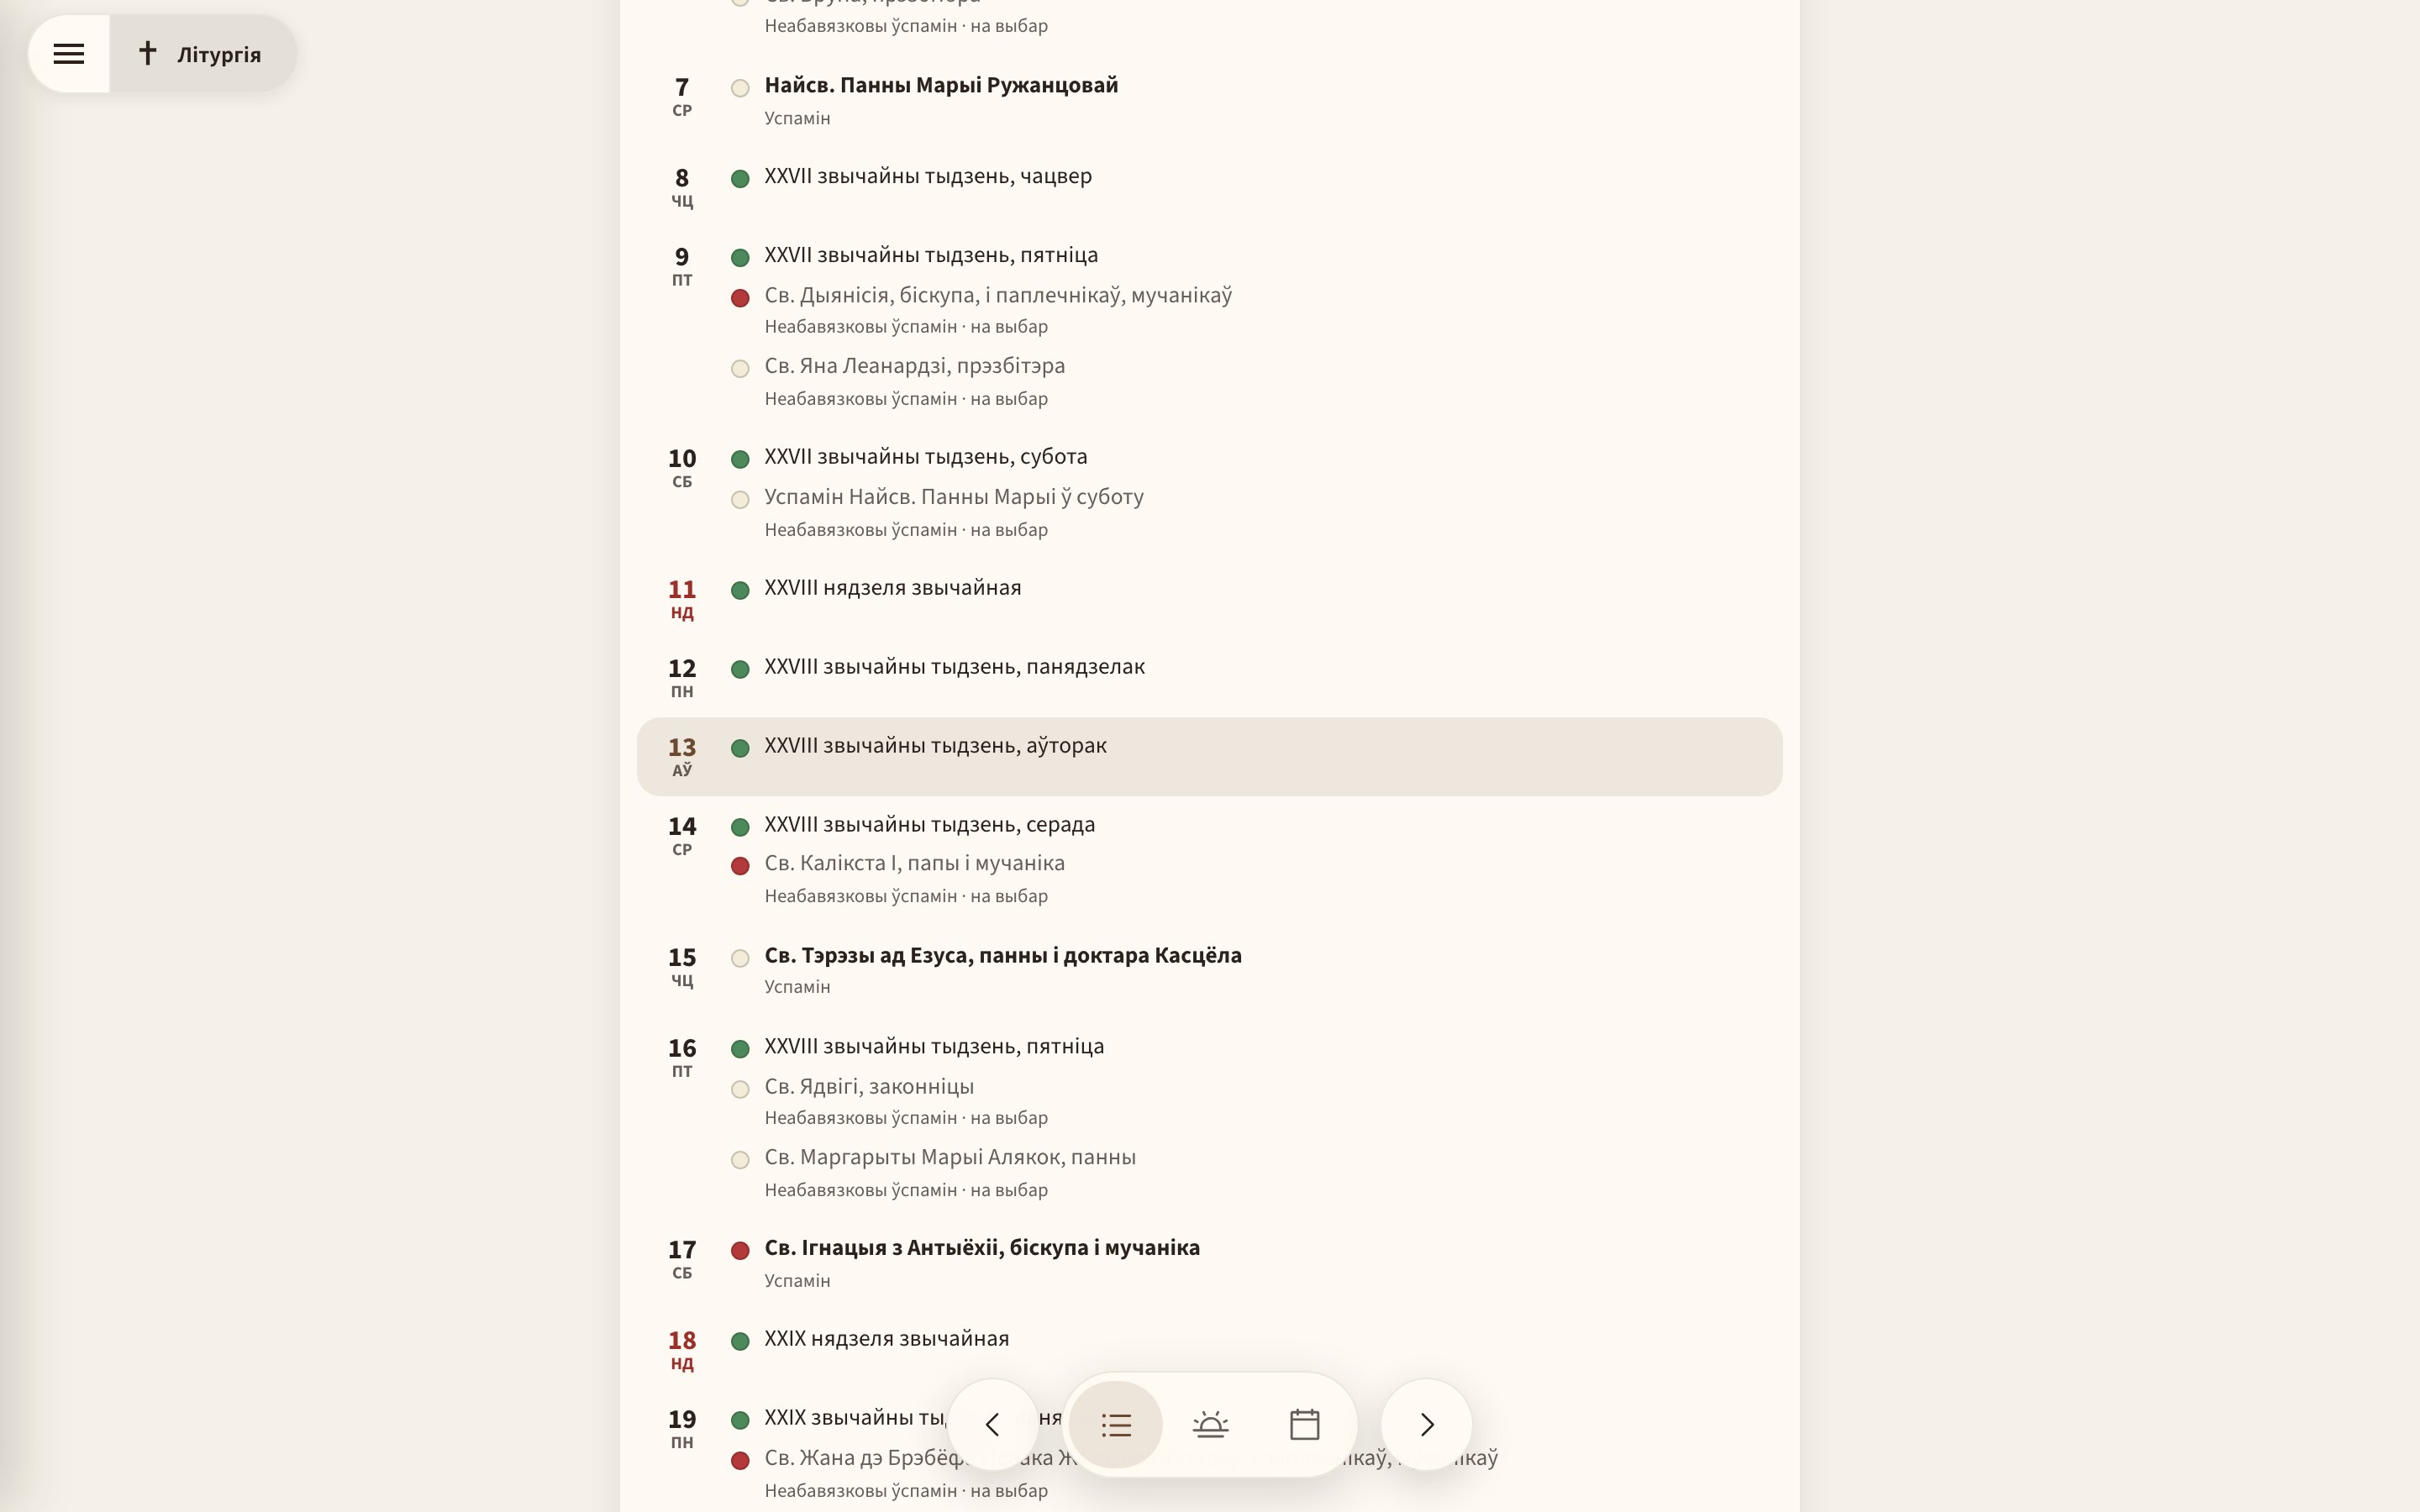 Літургія
Св. Бруна, прэзбітэра
Неабавязковы ўспамін · на выбар
7
СР
Найсв. Панны Марыі Ружанцовай
Успамін
8
ЧЦ
XXVII звычайны тыдзень, чацвер
9
ПТ
XXVII звычайны тыдзень, пятніца
Св. Дыянісія, біскупа, і паплечнікаў, мучанікаў
Неабавязковы ўспамін · на выбар
Св. Яна Леанардзі, прэзбітэра
Неабавязковы ўспамін · на выбар
10
СБ
XXVII звычайны тыдзень, субота
Успамін Найсв. Панны Марыі ў суботу
Неабавязковы ўспамін · на выбар
11
НД
XXVIII нядзеля звычайная
12
ПН
XXVIII звычайны тыдзень, панядзелак
13
АЎ
XXVIII звычайны тыдзень, аўторак
14
СР
XXVIII звычайны тыдзень, серада
Св. Калікста I, папы і мучаніка
Неабавязковы ўспамін · на выбар
15
ЧЦ
Св. Тэрэзы ад Езуса, панны і доктара Касцёла
Успамін
16
ПТ
XXVIII звычайны тыдзень, пятніца
Св. Ядвігі, законніцы
Неабавязковы ўспамін · на выбар
Св. Маргарыты Марыі Алякок, панны
Неабавязковы ўспамін · на выбар
17
СБ
Св. Ігнацыя з Антыёхіі, біскупа і мучаніка
Успамін
18
НД
XXIX нядзеля звычайная
19
ПН
XXIX звычайны
Св. Жана дэ
Неабавязковы ўспамін · на выбар